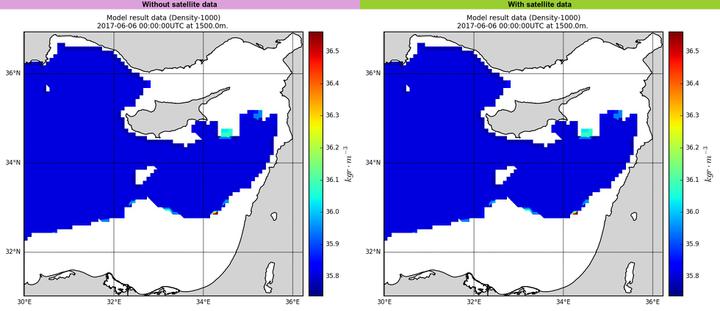 Without satellite data
With satellite data
Model result data (Density-1000)
2017-06-06 00:00:00UTC at 1500.0m.
36°N
34°N
32°N
30°E
32°E
34°E
36°E
36.5
36.4
36.3
36.2
36.1
36.0
35.9
35.8
kgr · m⁻³
Model result data (Density-1000)
2017-06-06 00:00:00UTC at 1500.0m.
36°N
34°N
32°N
30°E
32°E
34°E
36°E
36.5
36.4
36.3
36.2
36.1
36.0
35.9
35.8
kgr · m⁻³